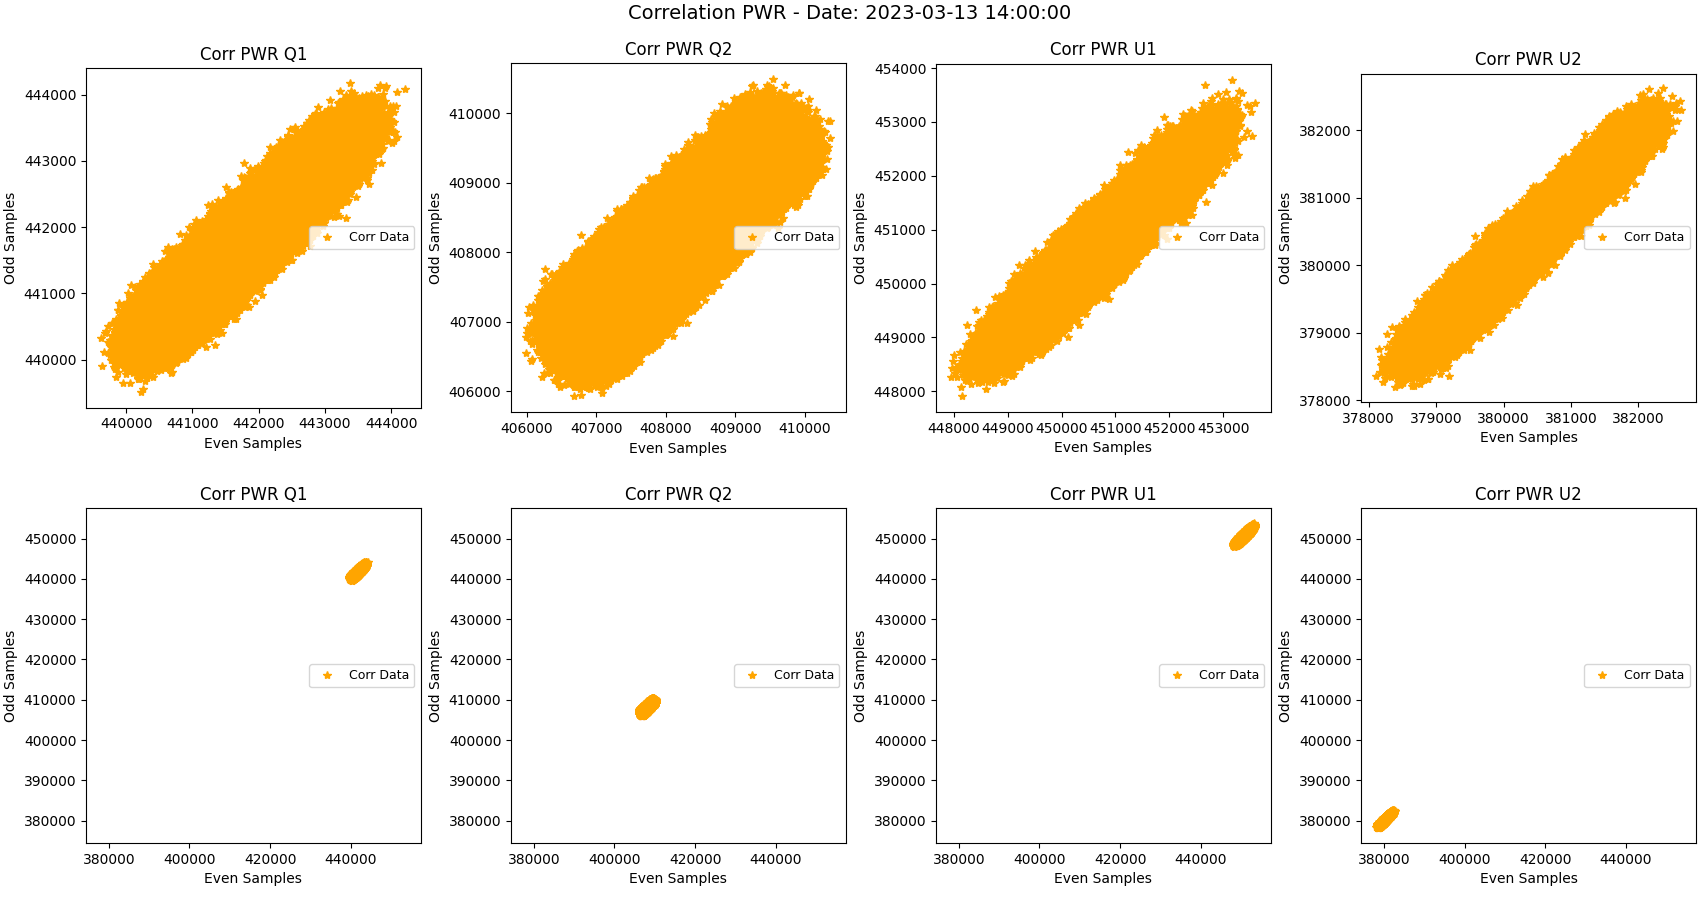 Correlation PWR - Date: 2023-03-13 14:00:00
Corr PWR Q1
Odd Samples
444000
443000
442000
441000
440000
Corr Data
440000 441000 442000 443000 444000
Even Samples
Corr PWR Q2
Odd Samples
410000
409000
408000
407000
406000
Corr Data
406000 407000 408000 409000 410000
Even Samples
Corr PWR U1
Odd Samples
454000
453000
452000
451000
450000
449000
448000
Corr Data
448000 449000 450000 451000 452000 453000
Even Samples
Corr PWR U2
Odd Samples
382000
381000
380000
379000
378000
Corr Data
378000 379000 380000 381000 382000
Even Samples
Corr PWR Q1
Odd Samples
450000
440000
430000
420000
410000
400000
390000
380000
Corr Data
380000 400000 420000 440000
Even Samples
Corr PWR Q2
Odd Samples
450000
440000
430000
420000
410000
400000
390000
380000
Corr Data
380000 400000 420000 440000
Even Samples
Corr PWR U1
Odd Samples
450000
440000
430000
420000
410000
400000
390000
380000
Corr Data
380000 400000 420000 440000
Even Samples
Corr PWR U2
Odd Samples
450000
440000
430000
420000
410000
400000
390000
380000
Corr Data
380000 400000 420000 440000
Even Samples